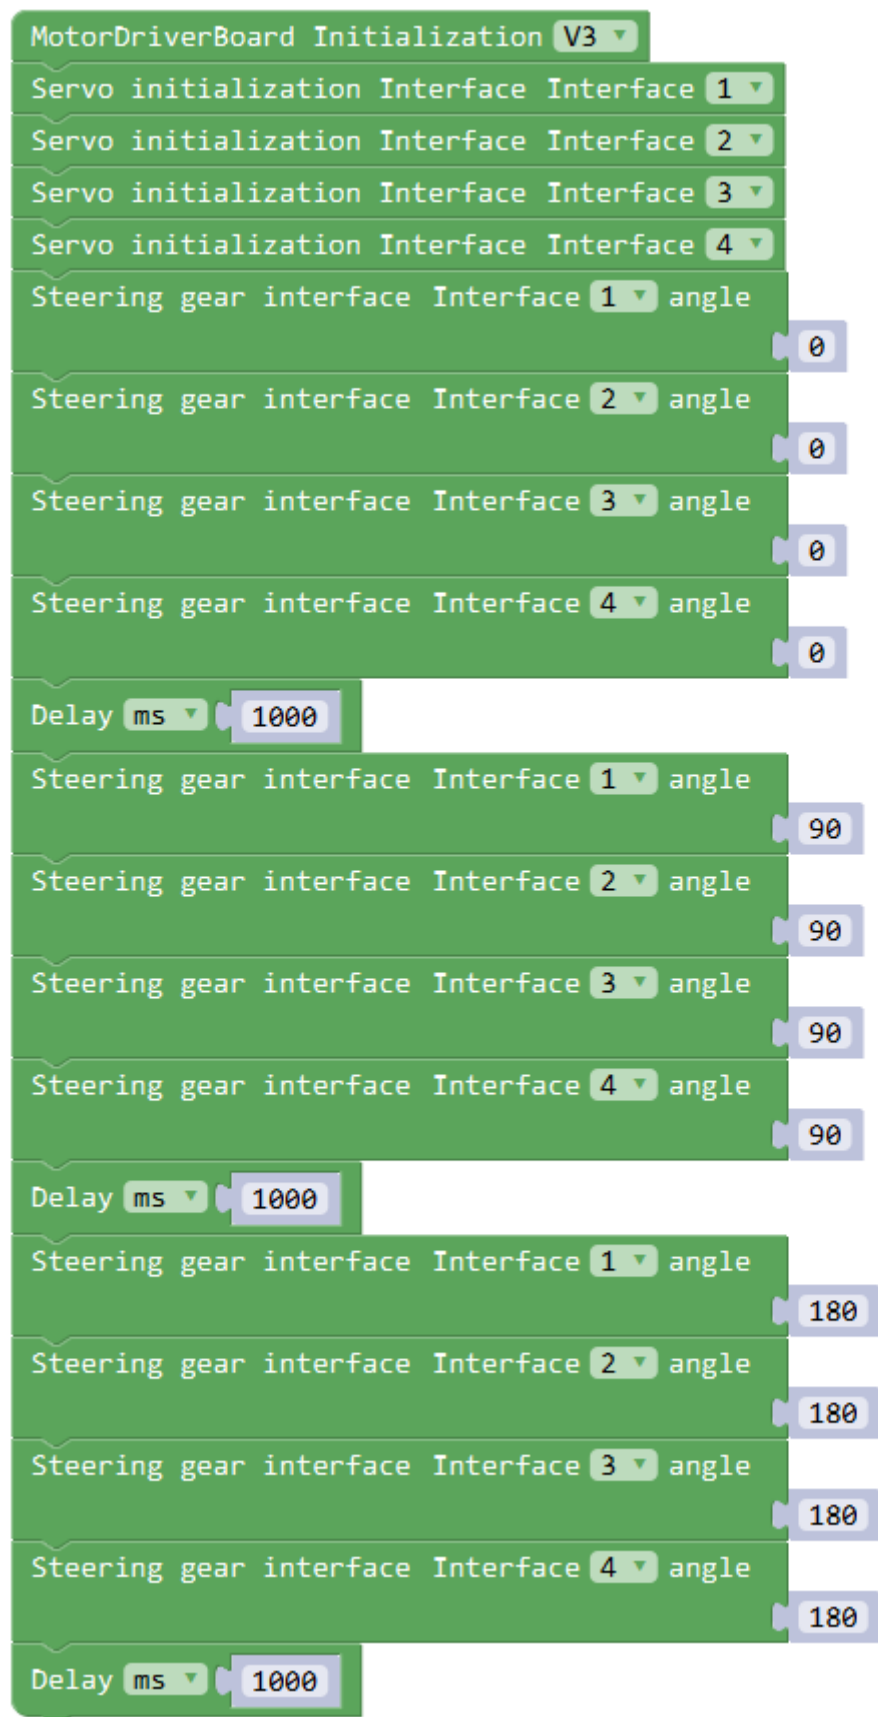 MotorDriverBoard Initialization V3
Servo initialization Interface Interface 1
Servo initialization Interface Interface 2
Servo initialization Interface Interface 3
Servo initialization Interface Interface 4
Steering gear interface Interface 1 angle
0
Steering gear interface Interface 2 angle
0
Steering gear interface Interface 3 angle
0
Steering gear interface Interface 4 angle
0
Delay ms 1000
Steering gear interface Interface 1 angle
90
Steering gear interface Interface 2 angle
90
Steering gear interface Interface 3 angle
90
Steering gear interface Interface 4 angle
90
Delay ms 1000
Steering gear interface Interface 1 angle
180
Steering gear interface Interface 2 angle
180
Steering gear interface Interface 3 angle
180
Steering gear interface Interface 4 angle
180
Delay ms 1000